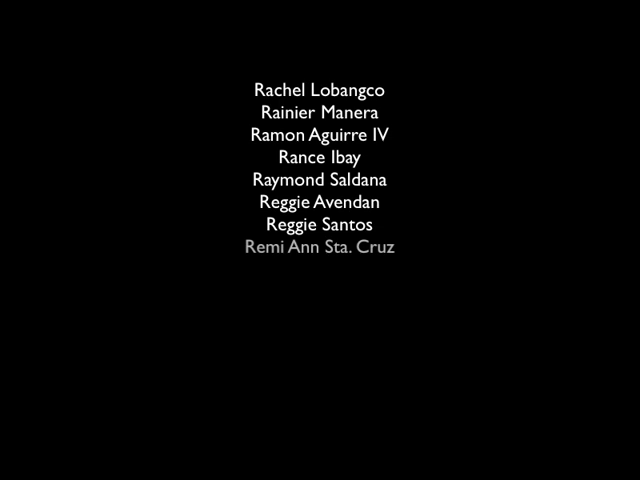 Rachel Lobangco
Rainier Manera
Ramon Aguirre IV
Rance Ibay
Raymond Saldana
Reggie Avendan
Reggie Santos
Remi Ann Sta. Cruz